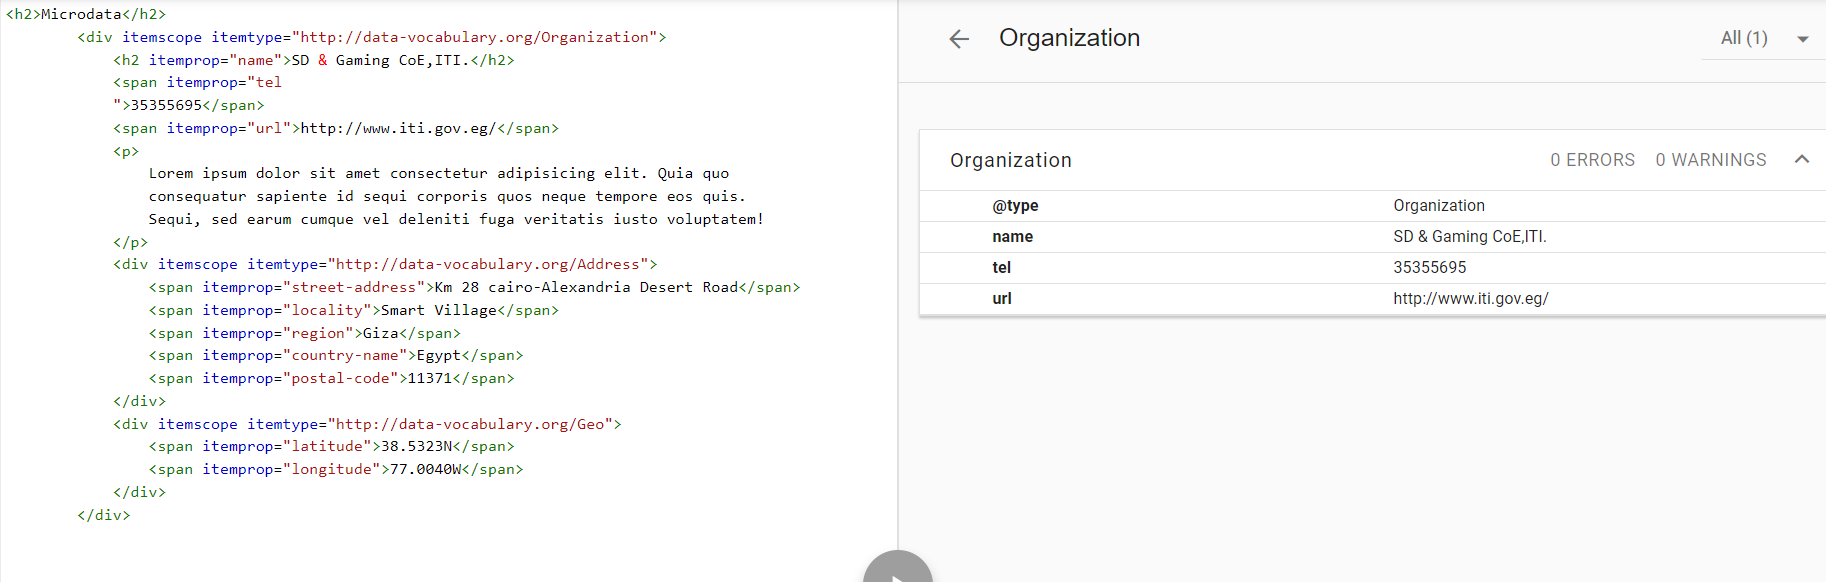 <h2>Microdata</h2>
<div itemscope itemtype="http://data-vocabulary.org/Organization">
<h2 itemprop="name">SD & Gaming CoE,ITI.</h2>
<span itemprop="tel
">35355695</span>
<span itemprop="url">http://www.iti.gov.eg/</span>
<p>
Lorem ipsum dolor sit amet consectetur adipisicing elit. Quia quo
consequatur sapiente id sequi corporis quos neque tempore eos quis.
Sequi, sed earum cumque vel deleniti fuga veritatis iusto voluptatem!
</p>
<div itemscope itemtype="http://data-vocabulary.org/Address">
<span itemprop="street-address">Km 28 cairo-Alexandria Desert Road</span>
<span itemprop="locality">Smart Village</span>
<span itemprop="region">Giza</span>
<span itemprop="country-name">Egypt</span>
<span itemprop="postal-code">11371</span>
</div>
<div itemscope itemtype="http://data-vocabulary.org/Geo">
<span itemprop="latitude">38.5323N</span>
<span itemprop="longitude">77.0040W</span>
</div>
</div>
Organization All (1)
Organization 0 ERRORS 0 WARNINGS
@type Organization
name SD & Gaming CoE,ITI.
tel 35355695
url http://www.iti.gov.eg/